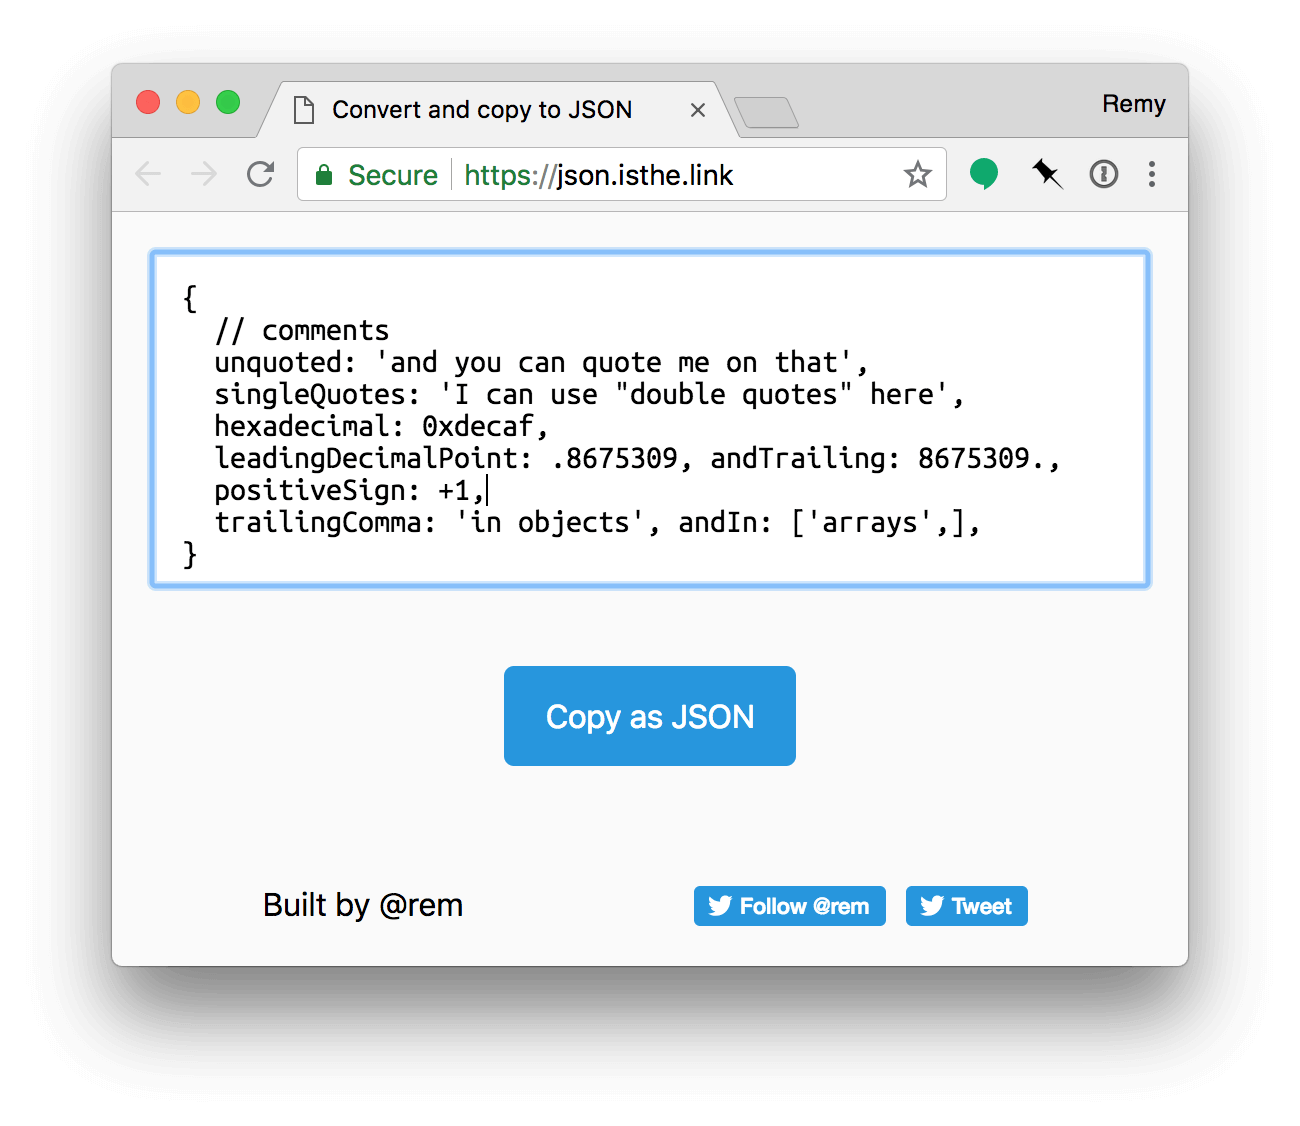 Convert and copy to JSON
Remy
Secure https://json.isthe.link
{
  // comments
  unquoted: 'and you can quote me on that',
  singleQuotes: 'I can use "double quotes" here',
  hexadecimal: 0xdecaf,
  leadingDecimalPoint: .8675309, andTrailing: 8675309.,
  positiveSign: +1,
  trailingComma: 'in objects', andIn: ['arrays',],
}
Copy as JSON
Built by @rem
Follow @rem
Tweet